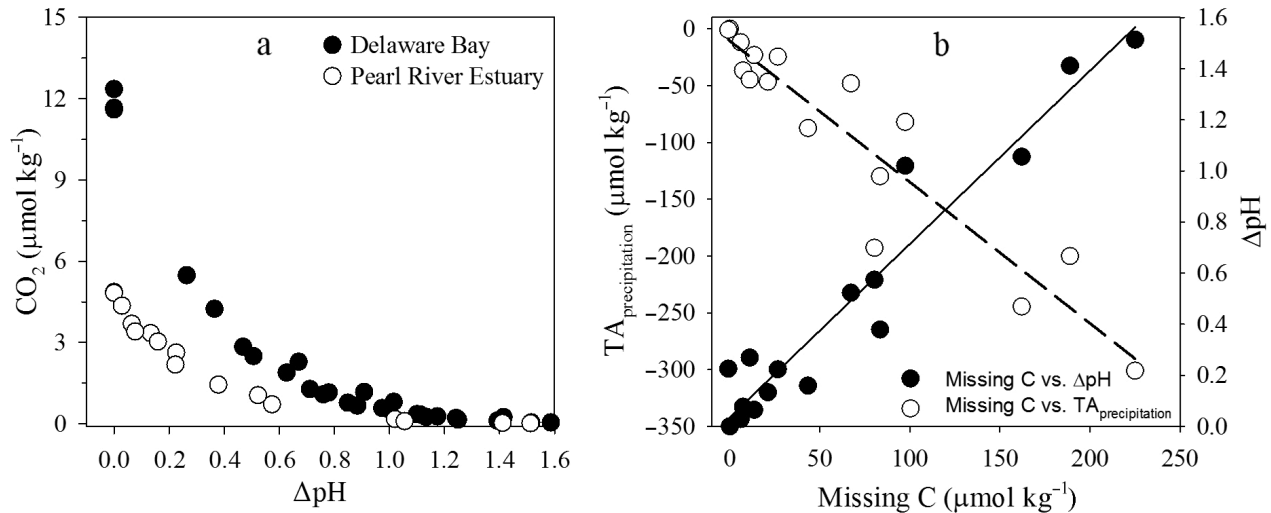 a
Delaware Bay
Pearl River Estuary
CO₂ (μmol kg⁻¹)
15
12
9
6
3
0
0.0 0.2 0.4 0.6 0.8 1.0 1.2 1.4 1.6
ΔpH
b
TAprecipitation (μmol kg⁻¹)
0
−50
−100
−150
−200
−250
−300
−350
Missing C vs. ΔpH
Missing C vs. TAprecipitation
0 50 100 150 200 250
Missing C (μmol kg⁻¹)
1.6
1.4
1.2
1.0
0.8
0.6
0.4
0.2
0.0
ΔpH